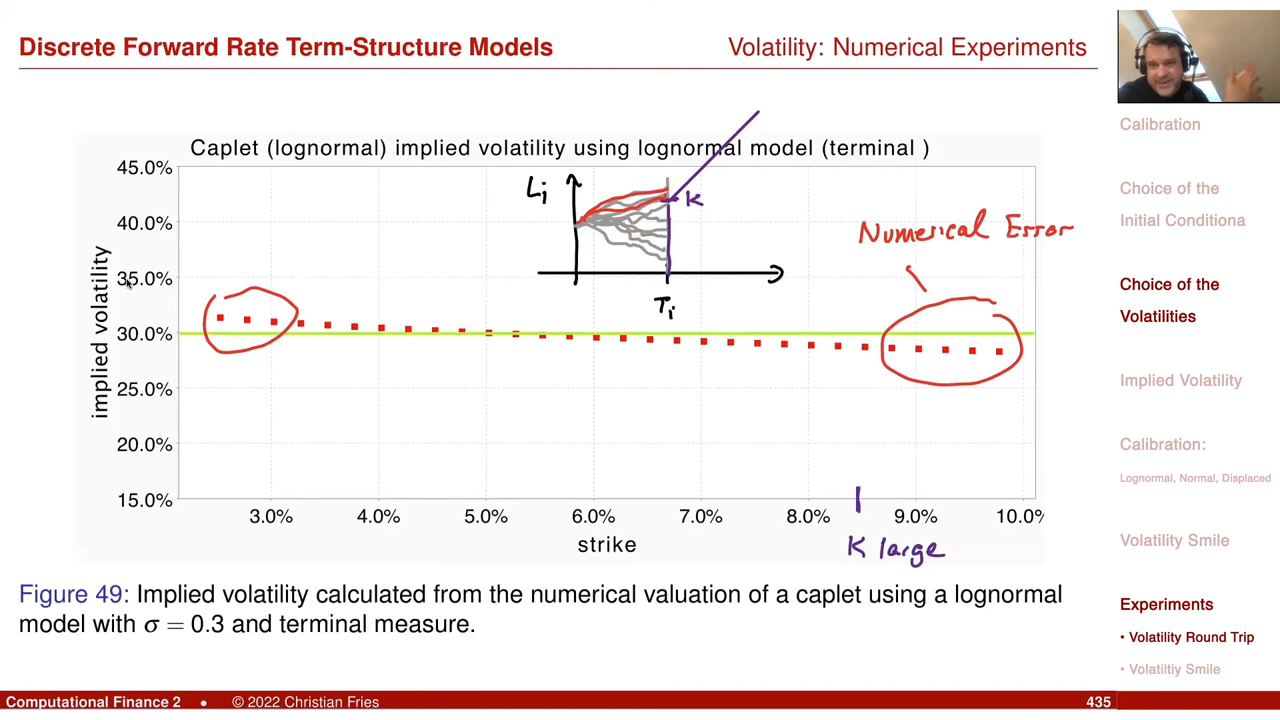 Discrete Forward Rate Term-Structure Models
Volatility: Numerical Experiments
Caplet (lognormal) implied volatility using lognormal model (terminal )
45.0%
40.0%
35.0%
30.0%
25.0%
20.0%
15.0%
implied volatility
Li
K
Ti
Numerical Error
3.0%
4.0%
5.0%
6.0%
7.0%
8.0%
9.0%
10.0%
strike
K large
Figure 49: Implied volatility calculated from the numerical valuation of a caplet using a lognormal
model with σ = 0.3 and terminal measure.
Calibration
Choice of the
Initial Conditiona
Choice of the
Volatilities
Implied Volatility
Calibration:
Lognormal, Normal, Displaced
Volatility Smile
Experiments
• Volatility Round Trip
• Volatiltiy Smile
Computational Finance 2 • © 2022 Christian Fries
435